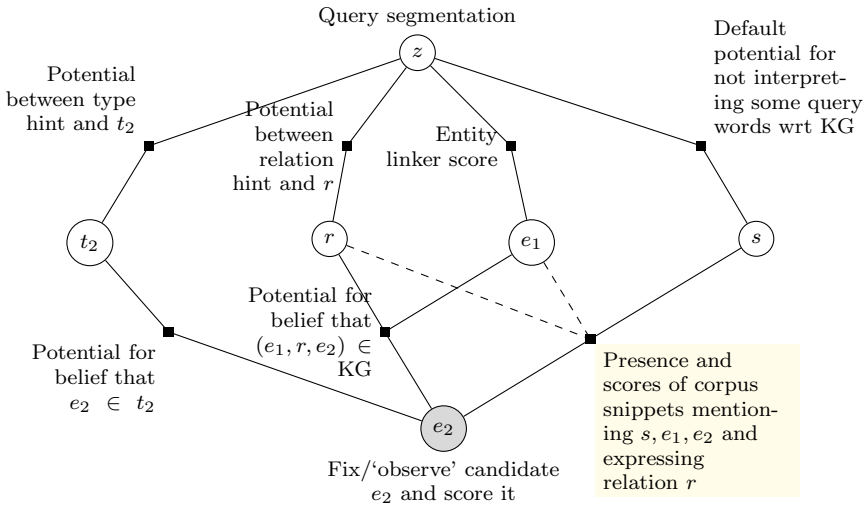 Query segmentation
z
Default
potential for
not interpret-
ing some query
words wrt KG
Potential
between type
hint and t₂
Potential
between
relation
hint and r
Entity
linker score
t₂
r
e₁
s
Potential for
belief that
e₂ ∈ t₂
Potential for
belief that
(e₁, r, e₂) ∈
KG
Presence and
scores of corpus
snippets mention-
ing s, e₁, e₂ and
expressing
relation r
e₂
Fix/‘observe’ candidate
e₂ and score it